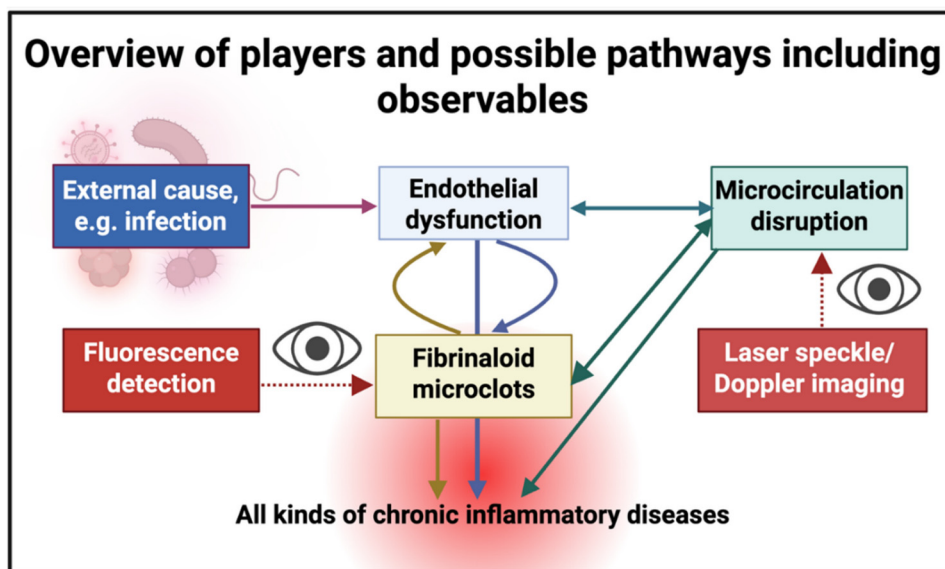 Overview of players and possible pathways including
observables
External cause,
e.g. infection
Endothelial
dysfunction
Microcirculation
disruption
Fluorescence
detection
Fibrinaloid
microclots
Laser speckle/
Doppler imaging
All kinds of chronic inflammatory diseases